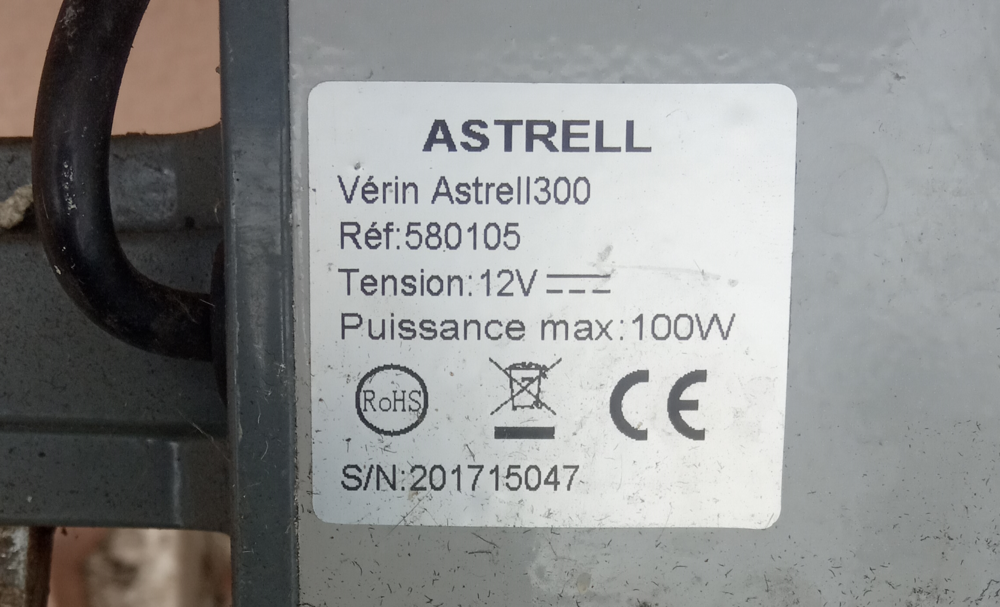 ASTRELL
Vérin Astrell300
Réf:580105
Tension:12V
Puissance max:100W
RoHS
CE
S/N:201715047